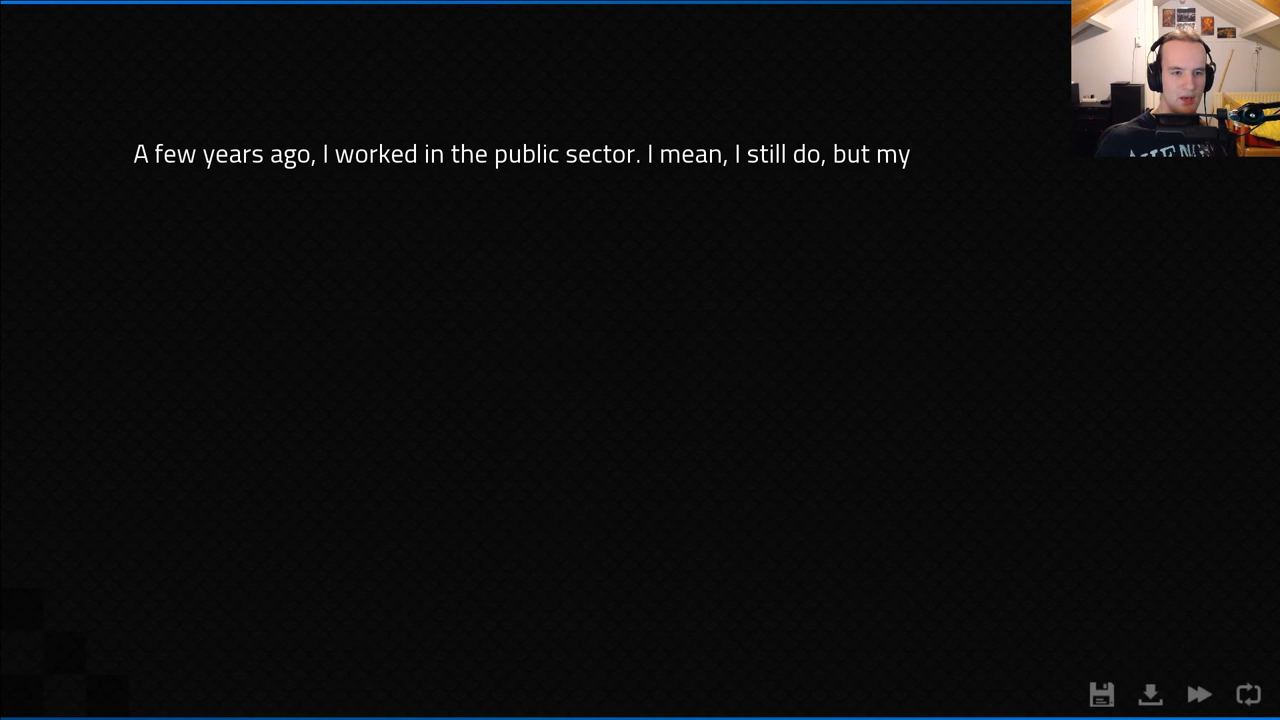 A few years ago, I worked in the public sector. I mean, I still do, but my